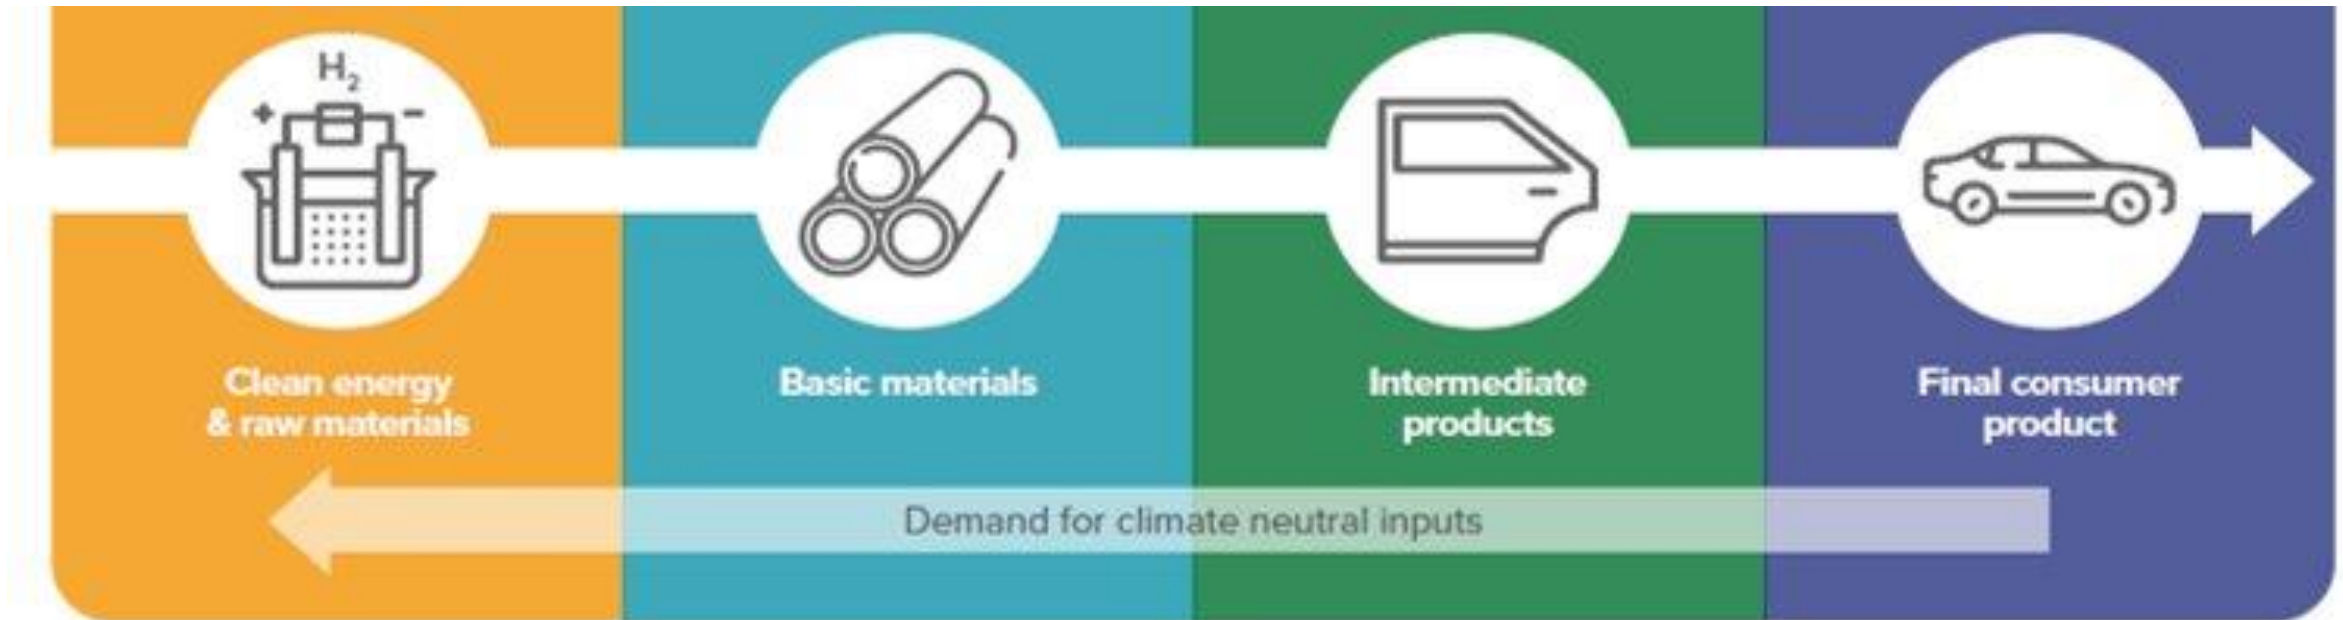 H₂
+ −
Clean energy
& raw materials
Basic materials
Intermediate
products
Final consumer
product
Demand for climate neutral inputs